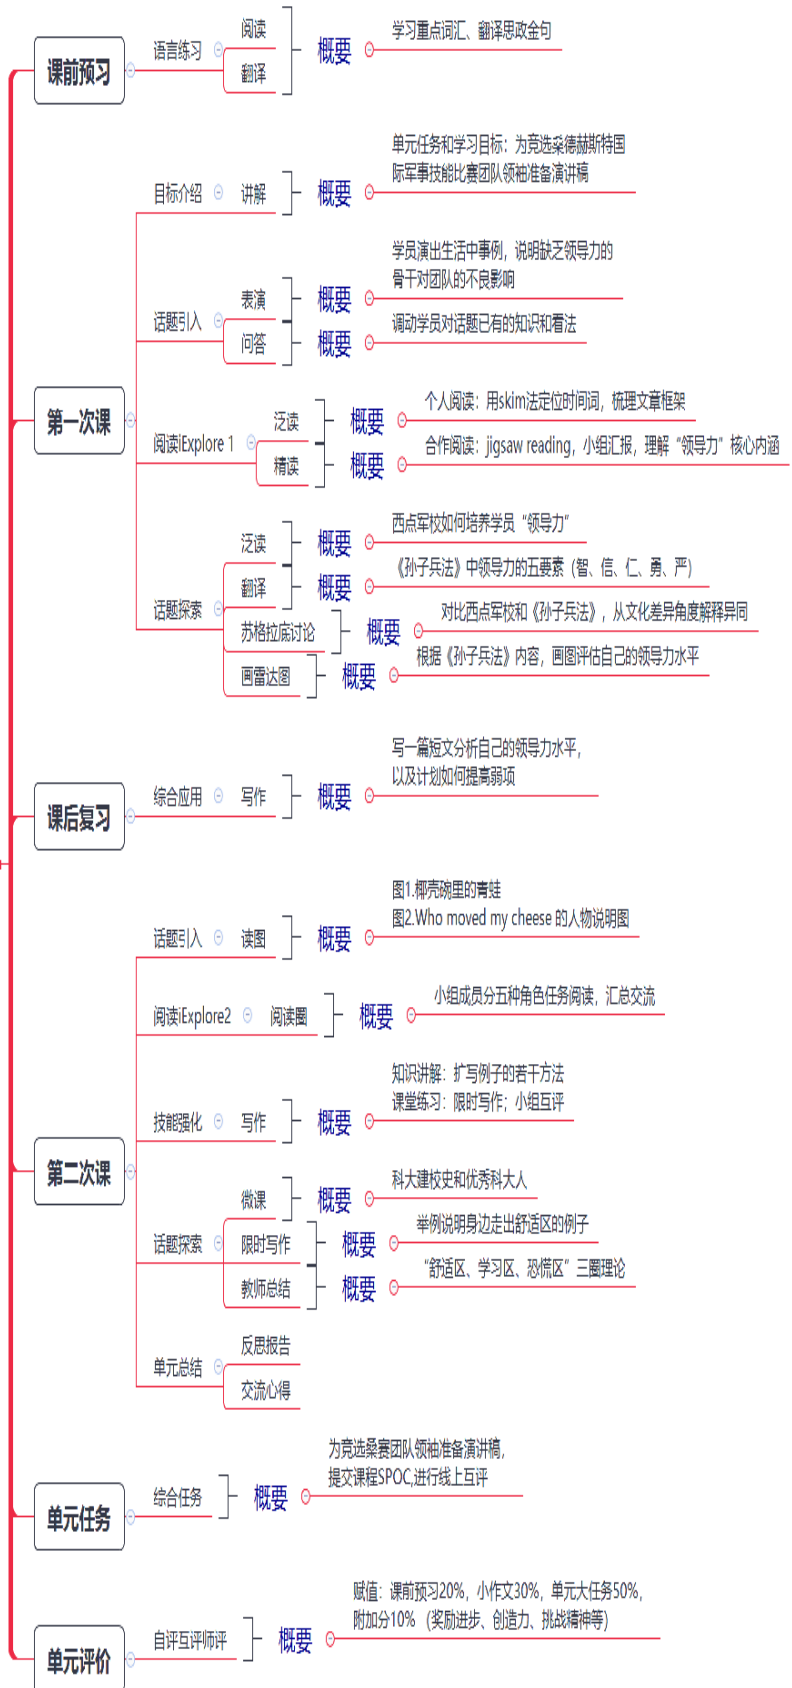 课前预习
语言练习
阅读
翻译
概要
学习重点词汇、翻译思政金句
第一次课
目标介绍
讲解
概要
单元任务和学习目标：为竞选桑德赫斯特国
际军事技能比赛团队领袖准备演讲稿
话题引入
表演
概要
学员演出生活中事例，说明缺乏领导力的
骨干对团队的不良影响
问答
概要
调动学员对话题已有的知识和看法
阅读iExplore 1
泛读
概要
个人阅读：用skim法定位时间词，梳理文章框架
精读
概要
合作阅读：jigsaw reading，小组汇报，理解“领导力”核心内涵
话题探索
泛读
概要
西点军校如何培养学员“领导力”
翻译
概要
《孙子兵法》中领导力的五要素（智、信、仁、勇、严）
苏格拉底讨论
概要
对比西点军校和《孙子兵法》，从文化差异角度解释异同
画雷达图
概要
根据《孙子兵法》内容，画图评估自己的领导力水平
课后复习
综合应用
写作
概要
写一篇短文分析自己的领导力水平，
以及计划如何提高弱项
第二次课
话题引入
读图
概要
图1.椰壳碗里的青蛙
图2.Who moved my cheese 的人物说明图
阅读iExplore2
阅读圈
概要
小组成员分五种角色任务阅读，汇总交流
技能强化
写作
概要
知识讲解：扩写例子的若干方法
课堂练习：限时写作；小组互评
话题探索
微课
概要
科大建校史和优秀科大人
限时写作
概要
举例说明身边走出舒适区的例子
教师总结
概要
“舒适区、学习区、恐慌区”三圈理论
单元总结
反思报告
交流心得
单元任务
综合任务
概要
为竞选桑赛团队领袖准备演讲稿，
提交课程SPOC,进行线上互评
单元评价
自评互评师评
概要
赋值：课前预习20%，小作文30%，单元大任务50%，
附加分10% （奖励进步、创造力、挑战精神等）